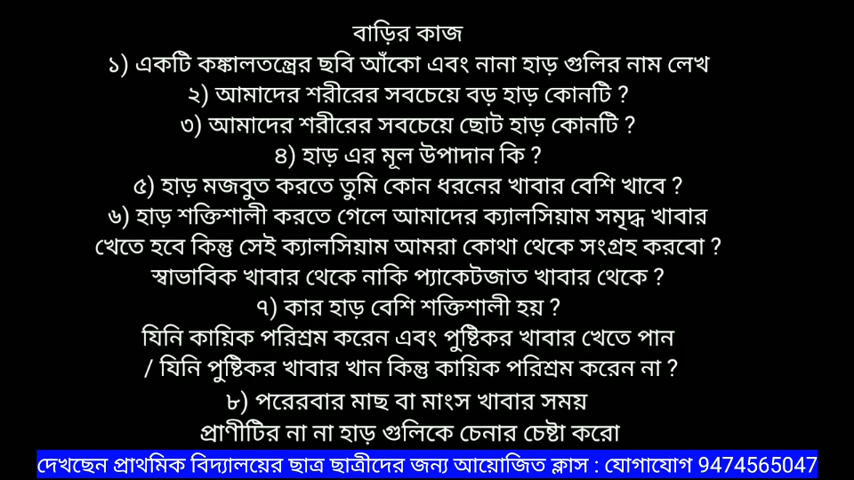 বাড়ির কাজ
১) একটি কঙ্কালতন্ত্রের ছবি আঁকো এবং নানা হাড় গুলির নাম লেখ
২) আমাদের শরীরের সবচেয়ে বড় হাড় কোনটি ?
৩) আমাদের শরীরের সবচেয়ে ছোট হাড় কোনটি ?
৪) হাড় এর মূল উপাদান কি ?
৫) হাড় মজবুত করতে তুমি কোন ধরনের খাবার বেশি খাবে ?
৬) হাড় শক্তিশালী করতে গেলে আমাদের ক্যালসিয়াম সমৃদ্ধ খাবার
খেতে হবে কিন্তু সেই ক্যালসিয়াম আমরা কোথা থেকে সংগ্রহ করবো ?
স্বাভাবিক খাবার থেকে নাকি প্যাকেটজাত খাবার থেকে ?
৭) কার হাড় বেশি শক্তিশালী হয় ?
যিনি কায়িক পরিশ্রম করেন এবং পুষ্টিকর খাবার খেতে পান
/ যিনি পুষ্টিকর খাবার খান কিন্তু কায়িক পরিশ্রম করেন না ?
৮) পরেরবার মাছ বা মাংস খাবার সময়
প্রাণীটির না না হাড় গুলিকে চেনার চেষ্টা করো
দেখছেন প্রাথমিক বিদ্যালয়ের ছাত্র ছাত্রীদের জন্য আয়োজিত ক্লাস : যোগাযোগ 9474565047